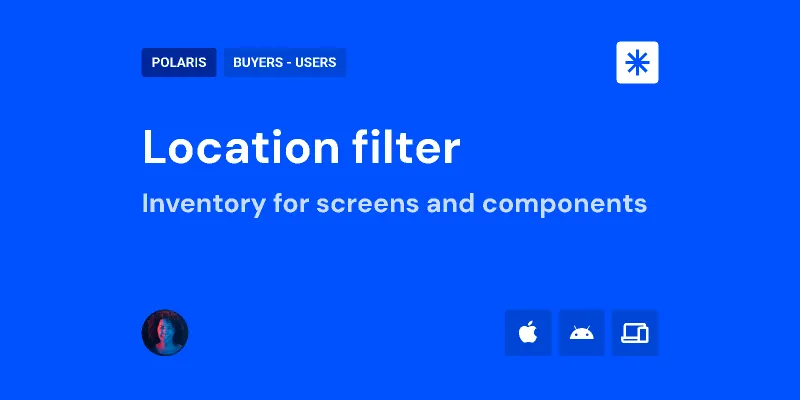 POLARIS
BUYERS - USERS
Location filter
Inventory for screens and components